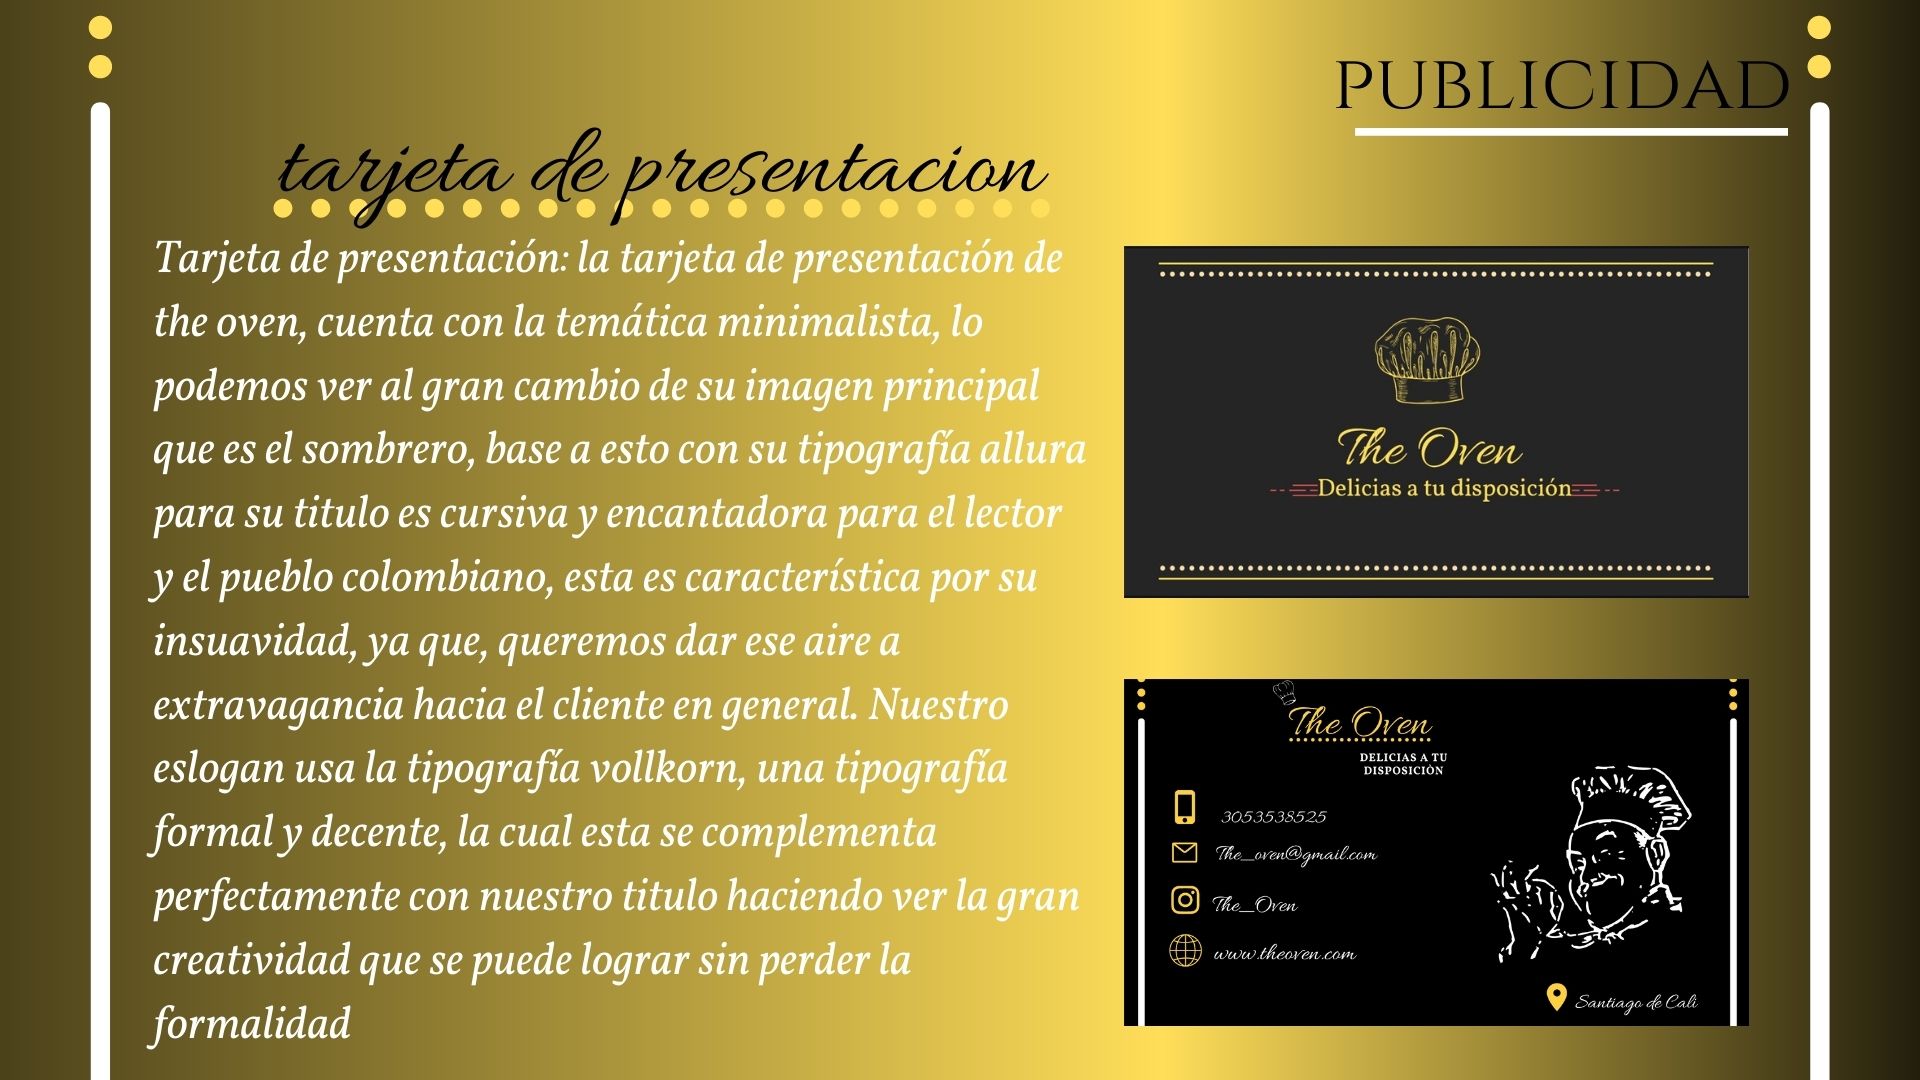 PUBLICIDAD
tarjeta de presentacion
Tarjeta de presentación: la tarjeta de presentación de
the oven, cuenta con la temática minimalista, lo
podemos ver al gran cambio de su imagen principal
que es el sombrero, base a esto con su tipografía allura
para su titulo es cursiva y encantadora para el lector
y el pueblo colombiano, esta es característica por su
insuavidad, ya que, queremos dar ese aire a
extravagancia hacia el cliente en general. Nuestro
eslogan usa la tipografía vollkorn, una tipografía
formal y decente, la cual esta se complementa
perfectamente con nuestro titulo haciendo ver la gran
creatividad que se puede lograr sin perder la
formalidad
The Oven
Delicias a tu disposición
The Oven
DELICIAS A TU
DISPOSICIÒN
3053538525
The_oven@gmail.com
The_Oven
www.theoven.com
Santiago de Cali